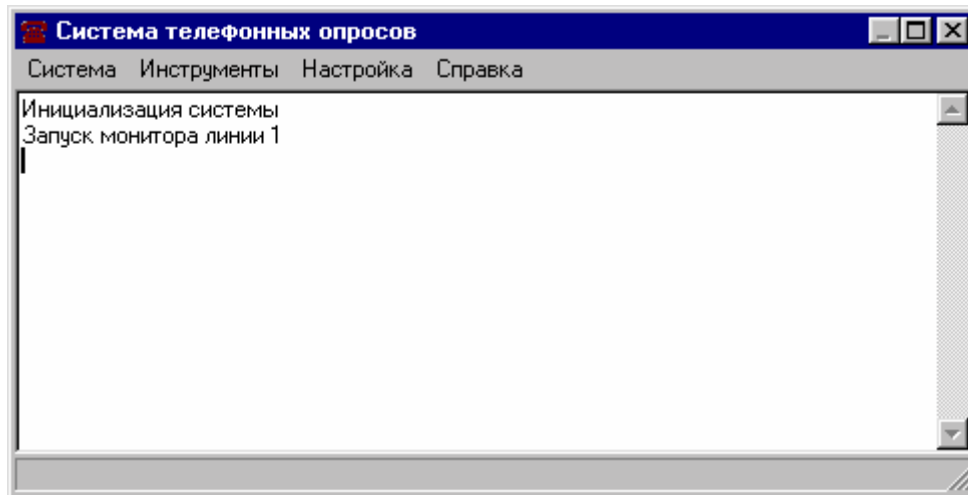 Система телефонных опросов
Система Инструменты Настройка Справка
Инициализация системы
Запуск монитора линии 1